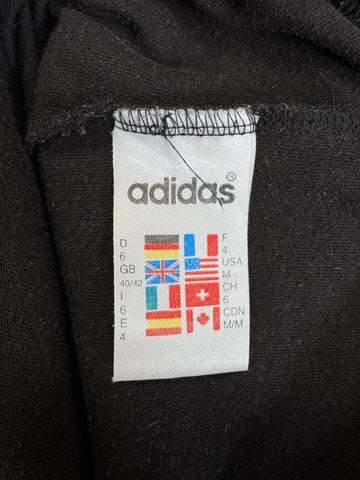 adidas®
D
6
GB
40/42
I
6
E
4
F
4
USA
M
CH
6
CDN
M/M